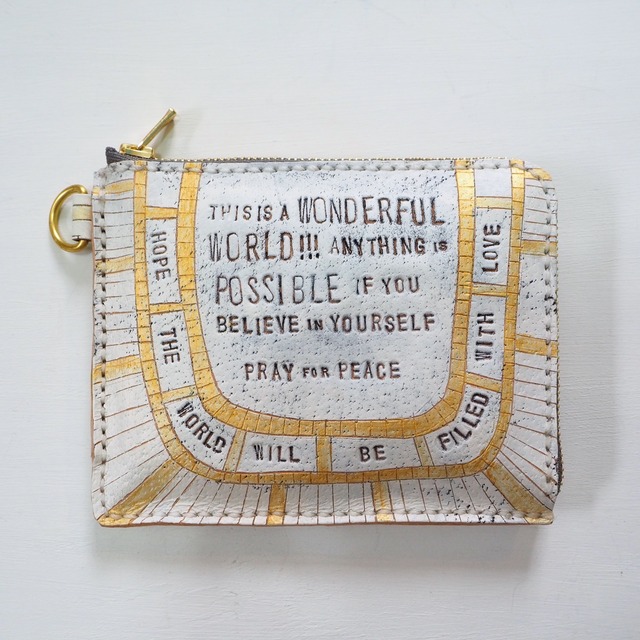 THIS IS A WONDERFUL
WORLD!!! ANYTHING IS
POSSIBLE IF YOU
BELIEVE IN YOURSELF
PRAY FOR PEACE
HOPE THE WORLD WILL BE FILLED WITH LOVE